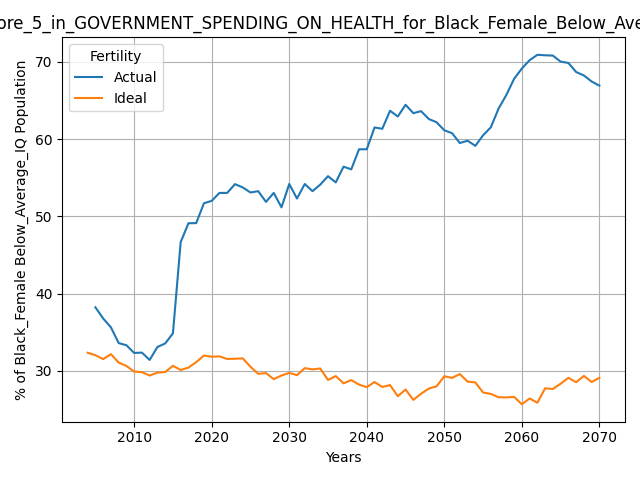 ore_5_in_GOVERNMENT_SPENDING_ON_HEALTH_for_Black_Female_Below_Ave
Fertility
Actual
Ideal
% of Black_Female Below_Average_IQ Population
70
60
50
40
30
2010 2020 2030 2040 2050 2060 2070
Years